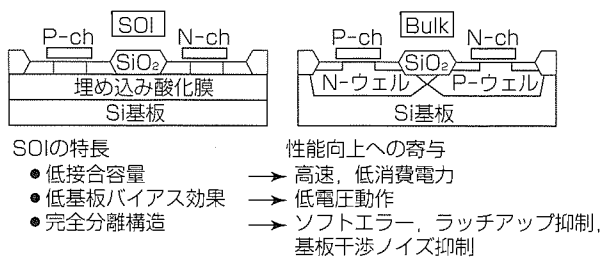 SOI
P-ch
N-ch
SiO₂
埋め込み酸化膜
Si基板
Bulk
P-ch
N-ch
SiO₂
N-ウェル
P-ウェル
Si基板
SOIの特長
性能向上への寄与
●低接合容量 → 高速，低消費電力
●低基板バイアス効果 → 低電圧動作
●完全分離構造 → ソフトエラー，ラッチアップ抑制，
基板干渉ノイズ抑制